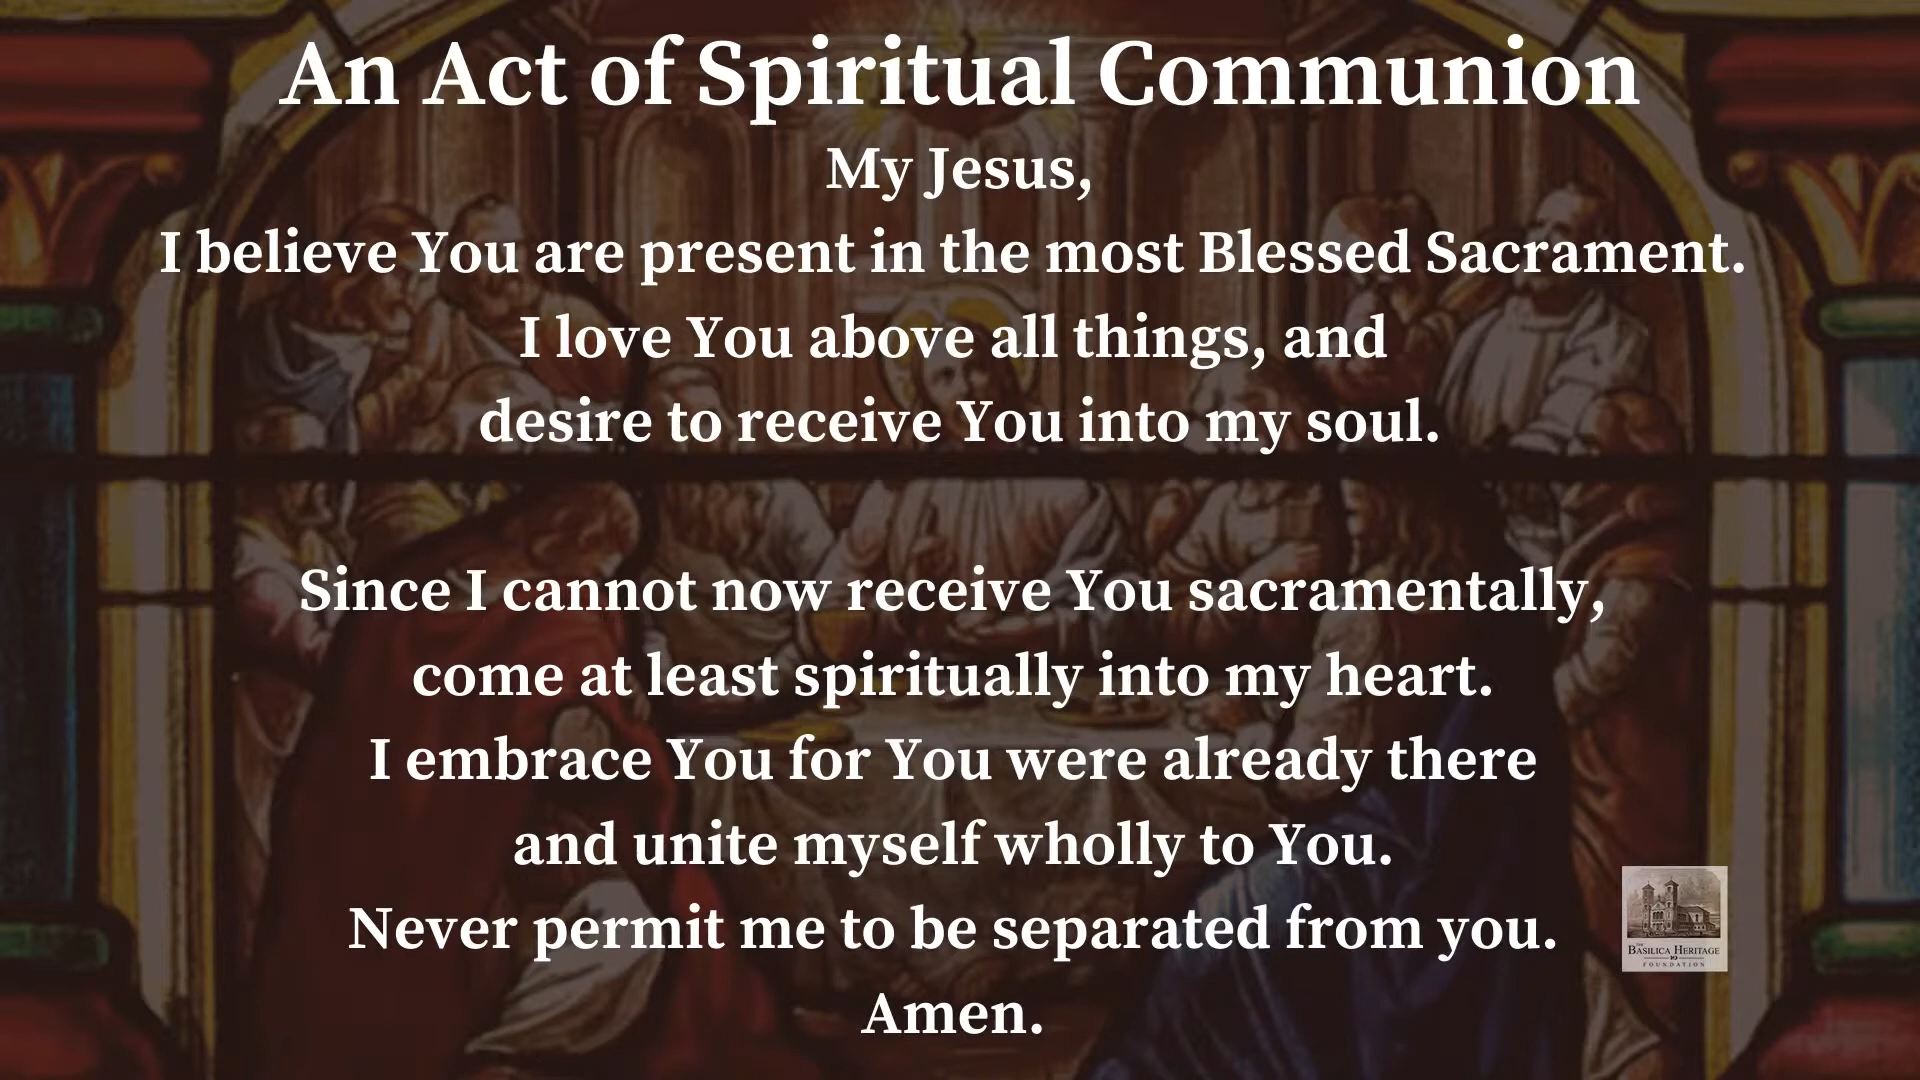 An Act of Spiritual Communion
My Jesus,
I believe You are present in the most Blessed Sacrament.
I love You above all things, and
desire to receive You into my soul.
Since I cannot now receive You sacramentally,
come at least spiritually into my heart.
I embrace You for You were already there
and unite myself wholly to You.
Never permit me to be separated from you.
Amen.
THE
BASILICA HERITAGE
FOUNDATION